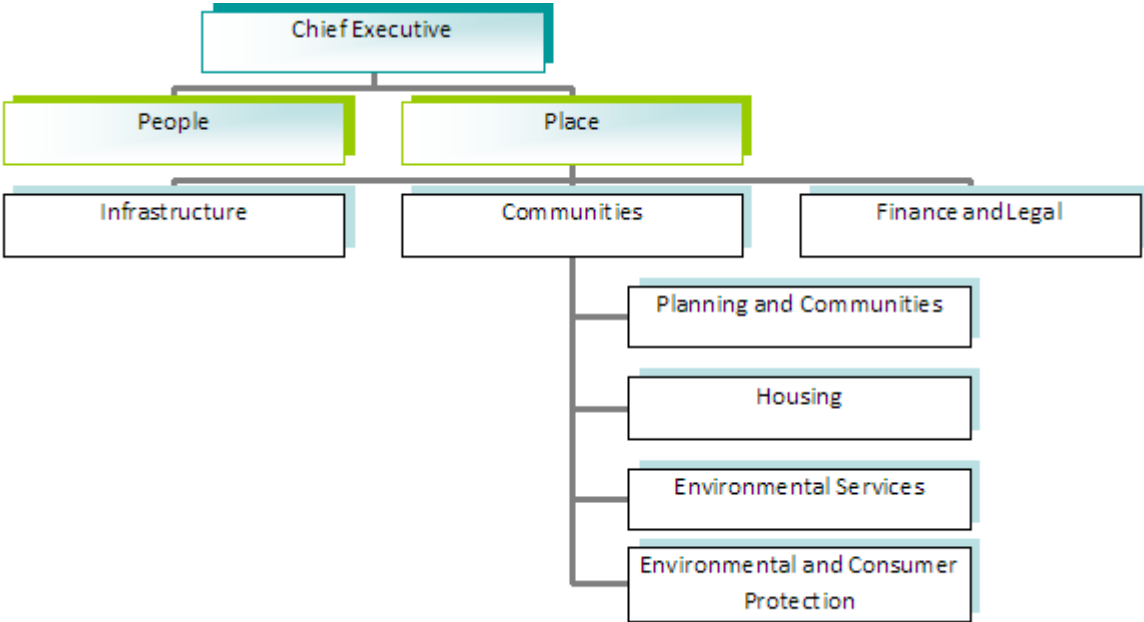 Chief Executive
People
Place
Infrastructure
Communities
Finance and Legal
Planning and Communities
Housing
Environmental Services
Environmental and Consumer
Protection